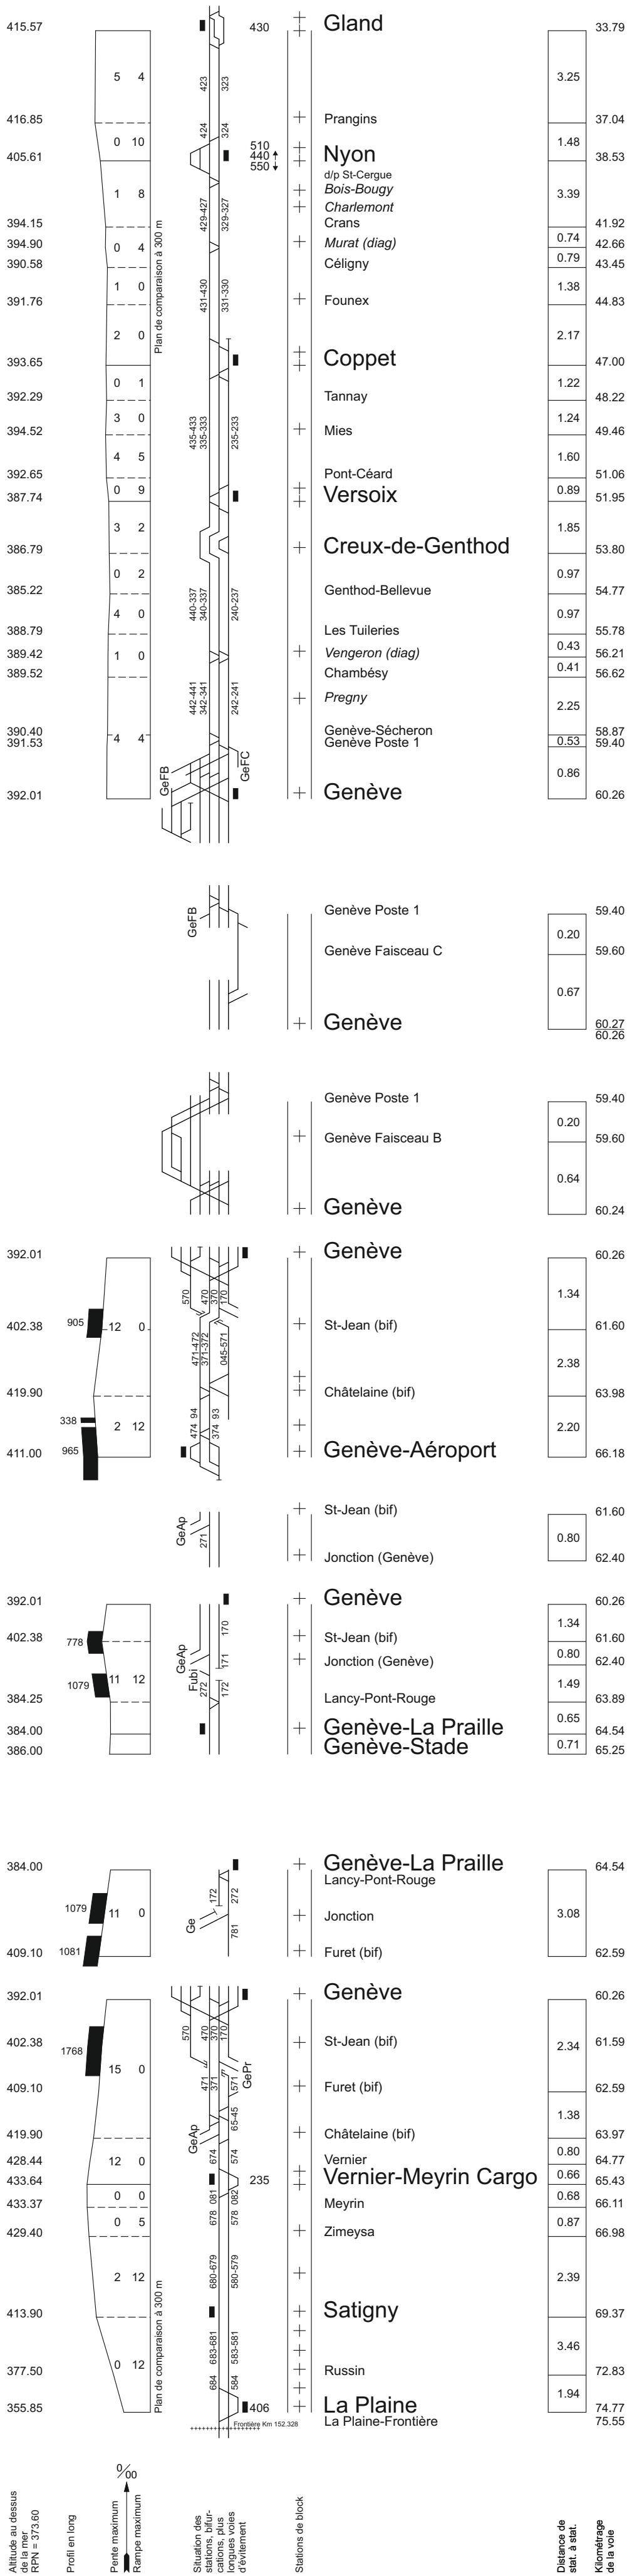 415.57 430 Gland 33.79
5 4 423 323 3.25
416.85 Prangins 37.04
0 10 424 324 1.48
510
405.61 440 Nyon 38.53
550
d/p St-Cergue
1 8 Bois-Bougy 3.39
429-427 329-327 Charlemont
394.15 Crans 41.92
0 4 0.74
394.90 Murat (diag) 42.66
0.79
390.58 Céligny 43.45
Plan de comparaison à 300 m
1 0 431-430 331-330 1.38
391.76 Founex 44.83
2 0 2.17
393.65 Coppet 47.00
0 1 1.22
392.29 Tannay 48.22
3 0 1.24
394.52 435-433 335-333 235-233 Mies 49.46
4 5 1.60
392.65 Pont-Céard 51.06
0 9 0.89
387.74 Versoix 51.95
3 2 1.85
386.79 Creux-de-Genthod 53.80
0 2 0.97
385.22 Genthod-Bellevue 54.77
4 0 440-337 340-337 240-237 0.97
388.79 Les Tuileries 55.78
0.43
389.42 Vengeron (diag) 56.21
1 0 0.41
389.52 Chambésy 56.62
442-441 342-341 242-241 Pregny 2.25
390.40 Genève-Sécheron 58.87
4 4 0.53
391.53 Genève Poste 1 59.40
GeFB GeFC 0.86
392.01 Genève 60.26
Genève Poste 1 59.40
GeFB 0.20
Genève Faisceau C 59.60
0.67
Genève 60.27
60.26
Genève Poste 1 59.40
0.20
Genève Faisceau B 59.60
0.64
Genève 60.24
392.01 Genève 60.26
570 470 370 170 1.34
905
402.38 12 0 St-Jean (bif) 61.60
471-472 371-372 045-571 2.38
419.90 Châtelaine (bif) 63.98
338 2 12 474 94 374 93 2.20
411.00 965 Genève-Aéroport 66.18
St-Jean (bif) 61.60
GeAp 271 0.80
Jonction (Genève) 62.40
392.01 Genève 60.26
170 1.34
402.38 778 St-Jean (bif) 61.60
0.80
GeAp 171 Jonction (Genève) 62.40
1079 11 12 Fubi 272 172 1.49
384.25 Lancy-Pont-Rouge 63.89
0.65
384.00 Genève-La Praille 64.54
0.71
386.00 Genève-Stade 65.25
384.00 Genève-La Praille 64.54
Lancy-Pont-Rouge
1079 11 0 172 272 3.08
Ge Jonction
781
409.10 1081 Furet (bif) 62.59
392.01 Genève 60.26
570 470 370 170
402.38 1768 St-Jean (bif) 61.59
2.34
15 0 471 371 571 GePr
409.10 Furet (bif) 62.59
65-45 1.38
419.90 GeAp Châtelaine (bif) 63.97
0.80
428.44 12 0 674 574 Vernier 64.77
0.66
433.64 235 Vernier-Meyrin Cargo 65.43
0 0 081 082 0.68
433.37 Meyrin 66.11
0 5 678 578 0.87
429.40 Zimeysa 66.98
2 12 680-679 580-579 2.39
413.90 Satigny 69.37
Plan de comparaison à 300 m
683-681 583-581 3.46
377.50 0 12 Russin 72.83
684 584 1.94
355.85 406 La Plaine 74.77
La Plaine-Frontière 75.55
Frontière Km 152.328
0/00
Altitude au dessus
de la mer
RPN = 373.60
Profil en long
Pente maximum
Rampe maximum
Situation des
stations, bifur-
cations, plus
longues voies
d'évitement
Stations de block
Distance de
stat. à stat.
Kilométrage
de la voie